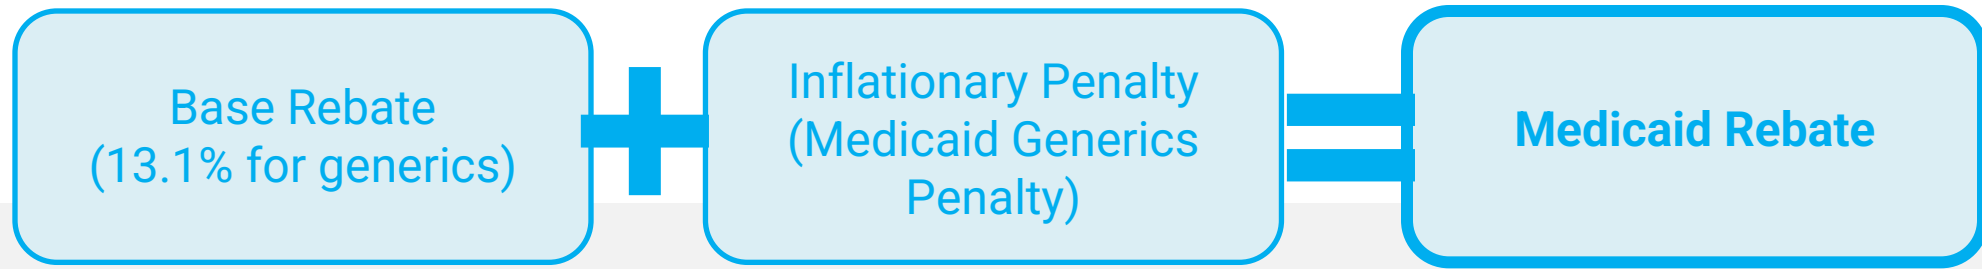 Base Rebate
(13.1% for generics)
Inflationary Penalty
(Medicaid Generics
Penalty)
Medicaid Rebate